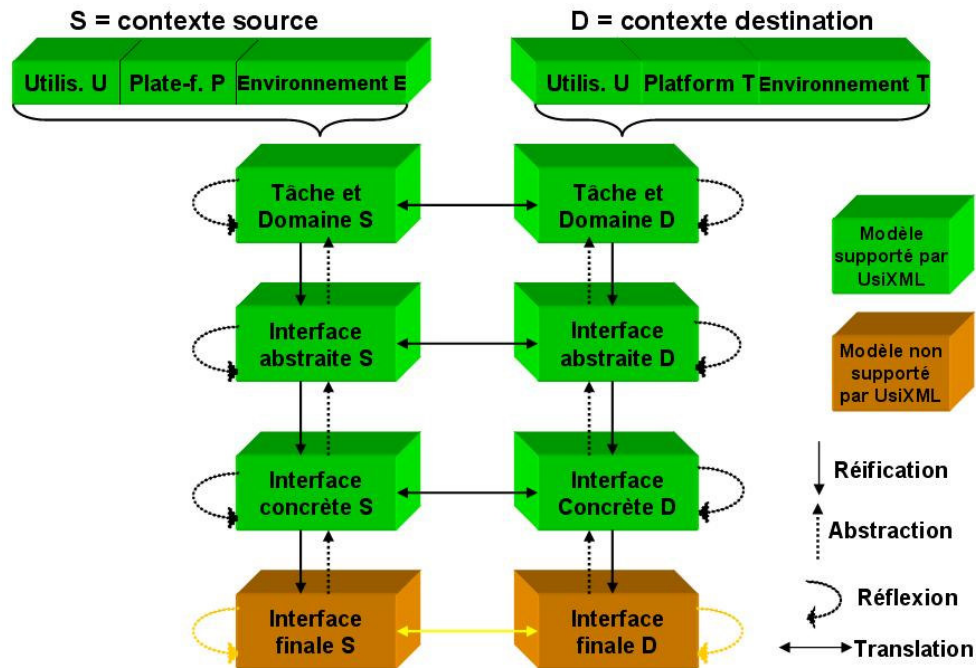 S = contexte source
D = contexte destination
Utilis. U
Plate-f. P
Environnement E
Utilis. U
Platform T
Environnement T
Tâche et
Domaine S
Tâche et
Domaine D
Interface
abstraite S
Interface
abstraite D
Interface
concrète S
Interface
Concrète D
Interface
finale S
Interface
finale D
Modèle
supporté par
UsiXML
Modèle non
supporté
par UsiXML
Réification
Abstraction
Réflexion
Translation